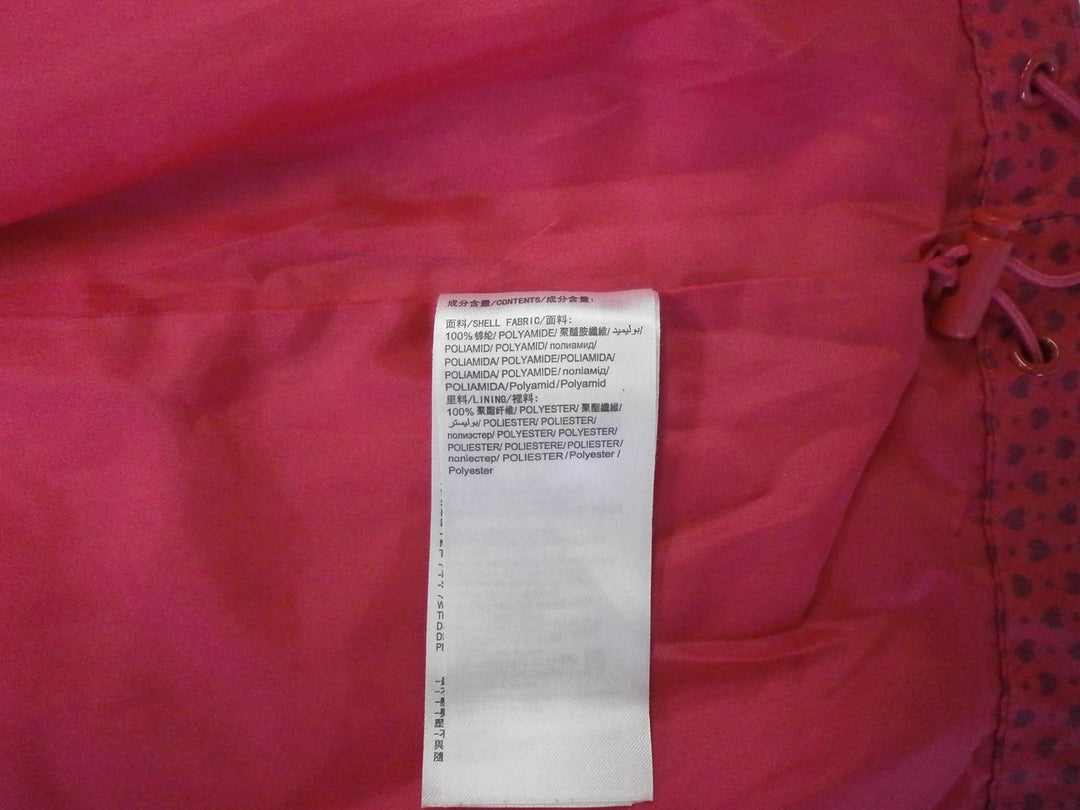 成分含量/CONTENTS/成分含量:
面料/SHELL FABRIC/面料:
100% 锦纶/ POLYAMIDE/ 聚醯胺纖維/ بوليميد/
POLIAMID/ POLYAMID/ полиамид/
POLIAMIDA/ POLYAMIDE/POLIAMIDA/
POLIAMIDA/ POLYAMIDE/ поліамід/
POLIAMIDA/Polyamid/Polyamid
里料/LINING/裡料:
100% 聚酯纤维/ POLYESTER/ 聚酯纖維/
بوليستر/ POLIESTER/ POLIESTER/
полиэстер/ POLYESTER/ POLYESTER/
POLIESTER/ POLIESTERE/POLIESTER/
поліестер/ POLIESTER/Polyester/
Polyester